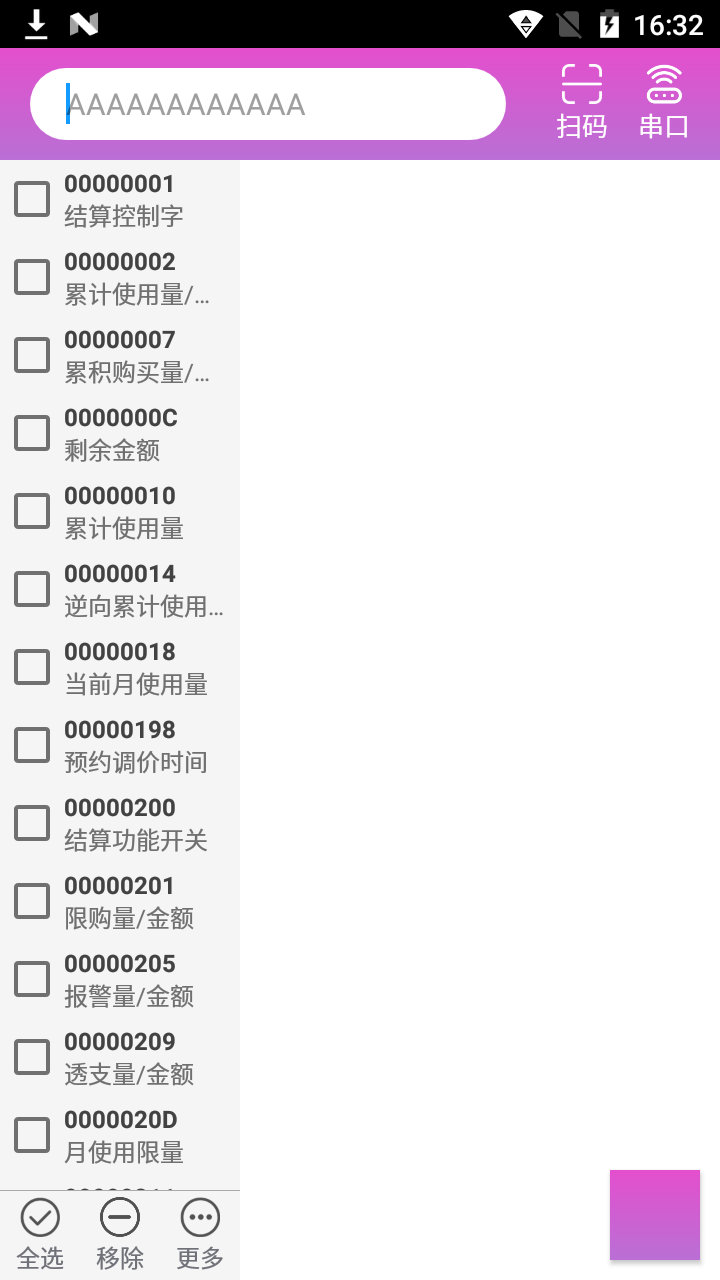 16:32
AAAAAAAAAAAA
扫码
串口
00000001
结算控制字
00000002
累计使用量/...
00000007
累积购买量/...
0000000C
剩余金额
00000010
累计使用量
00000014
逆向累计使用...
00000018
当前月使用量
00000198
预约调价时间
00000200
结算功能开关
00000201
限购量/金额
00000205
报警量/金额
00000209
透支量/金额
0000020D
月使用限量
全选
移除
更多